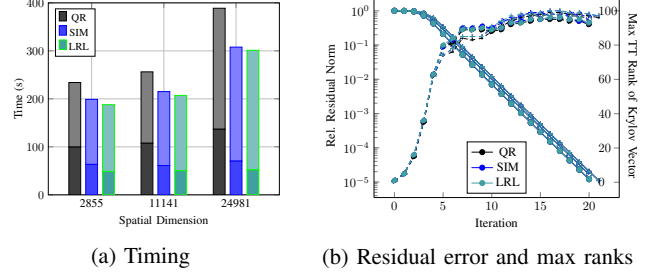 400
300
200
100
0
Time (s)
QR
SIM
LRL
2855
11141
24981
Spatial Dimension
(a) Timing
10⁰
10⁻¹
10⁻²
10⁻³
10⁻⁴
10⁻⁵
Rel. Residual Norm
QR
SIM
LRL
0
5
10
15
20
Iteration
100
80
60
40
20
0
Max TT Rank of Krylov Vector
(b) Residual error and max ranks